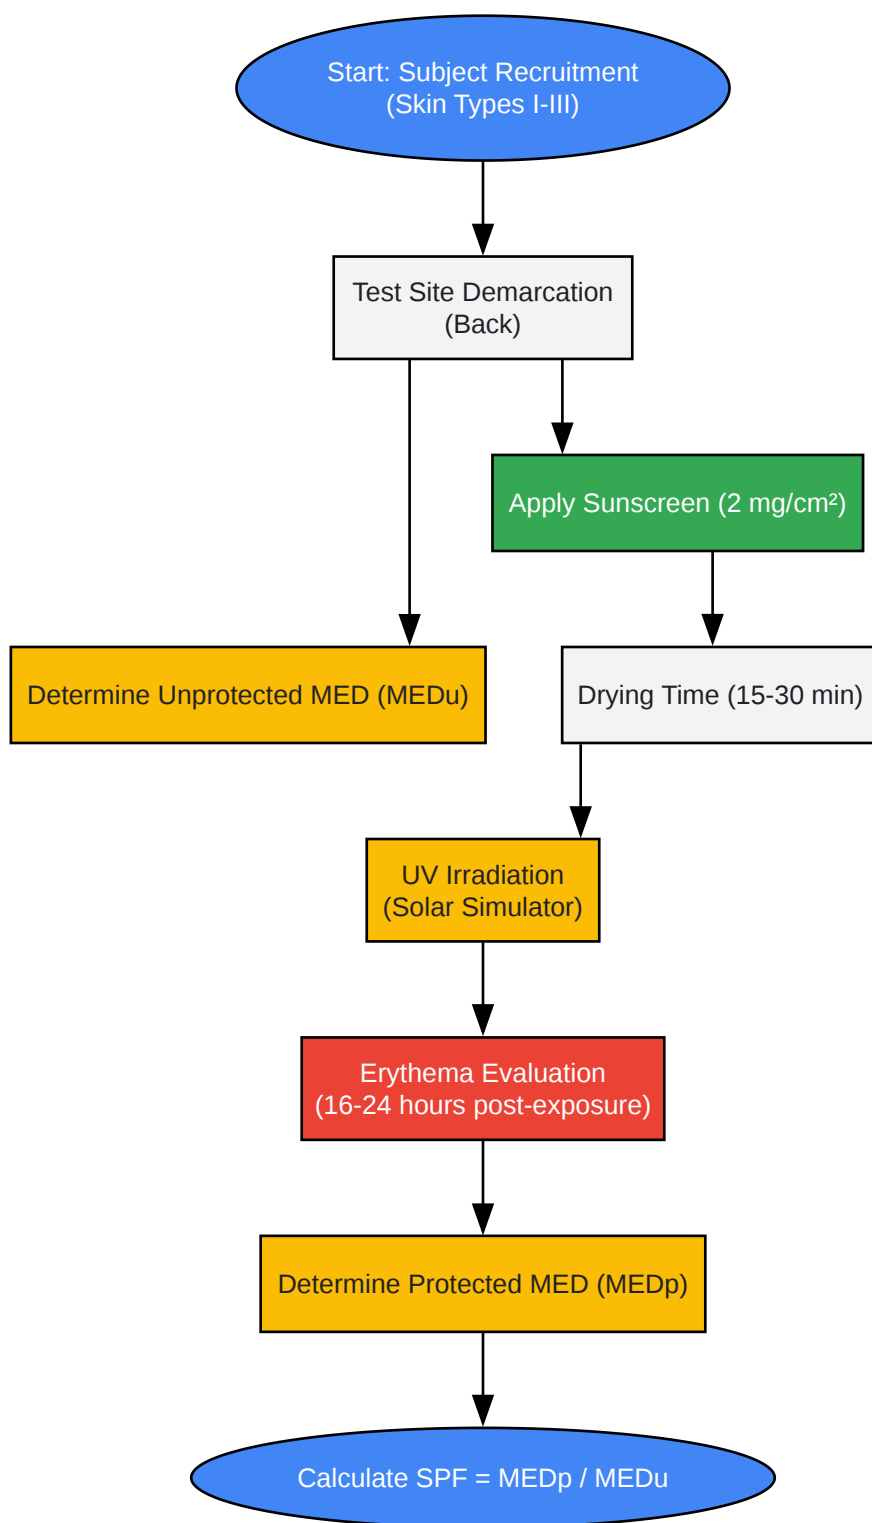 Start: Subject Recruitment
(Skin Types I-III)
Test Site Demarcation
(Back)
Apply Sunscreen (2 mg/cm²)
Determine Unprotected MED (MEDu)
Drying Time (15-30 min)
UV Irradiation
(Solar Simulator)
Erythema Evaluation
(16-24 hours post-exposure)
Determine Protected MED (MEDp)
Calculate SPF = MEDp / MEDu